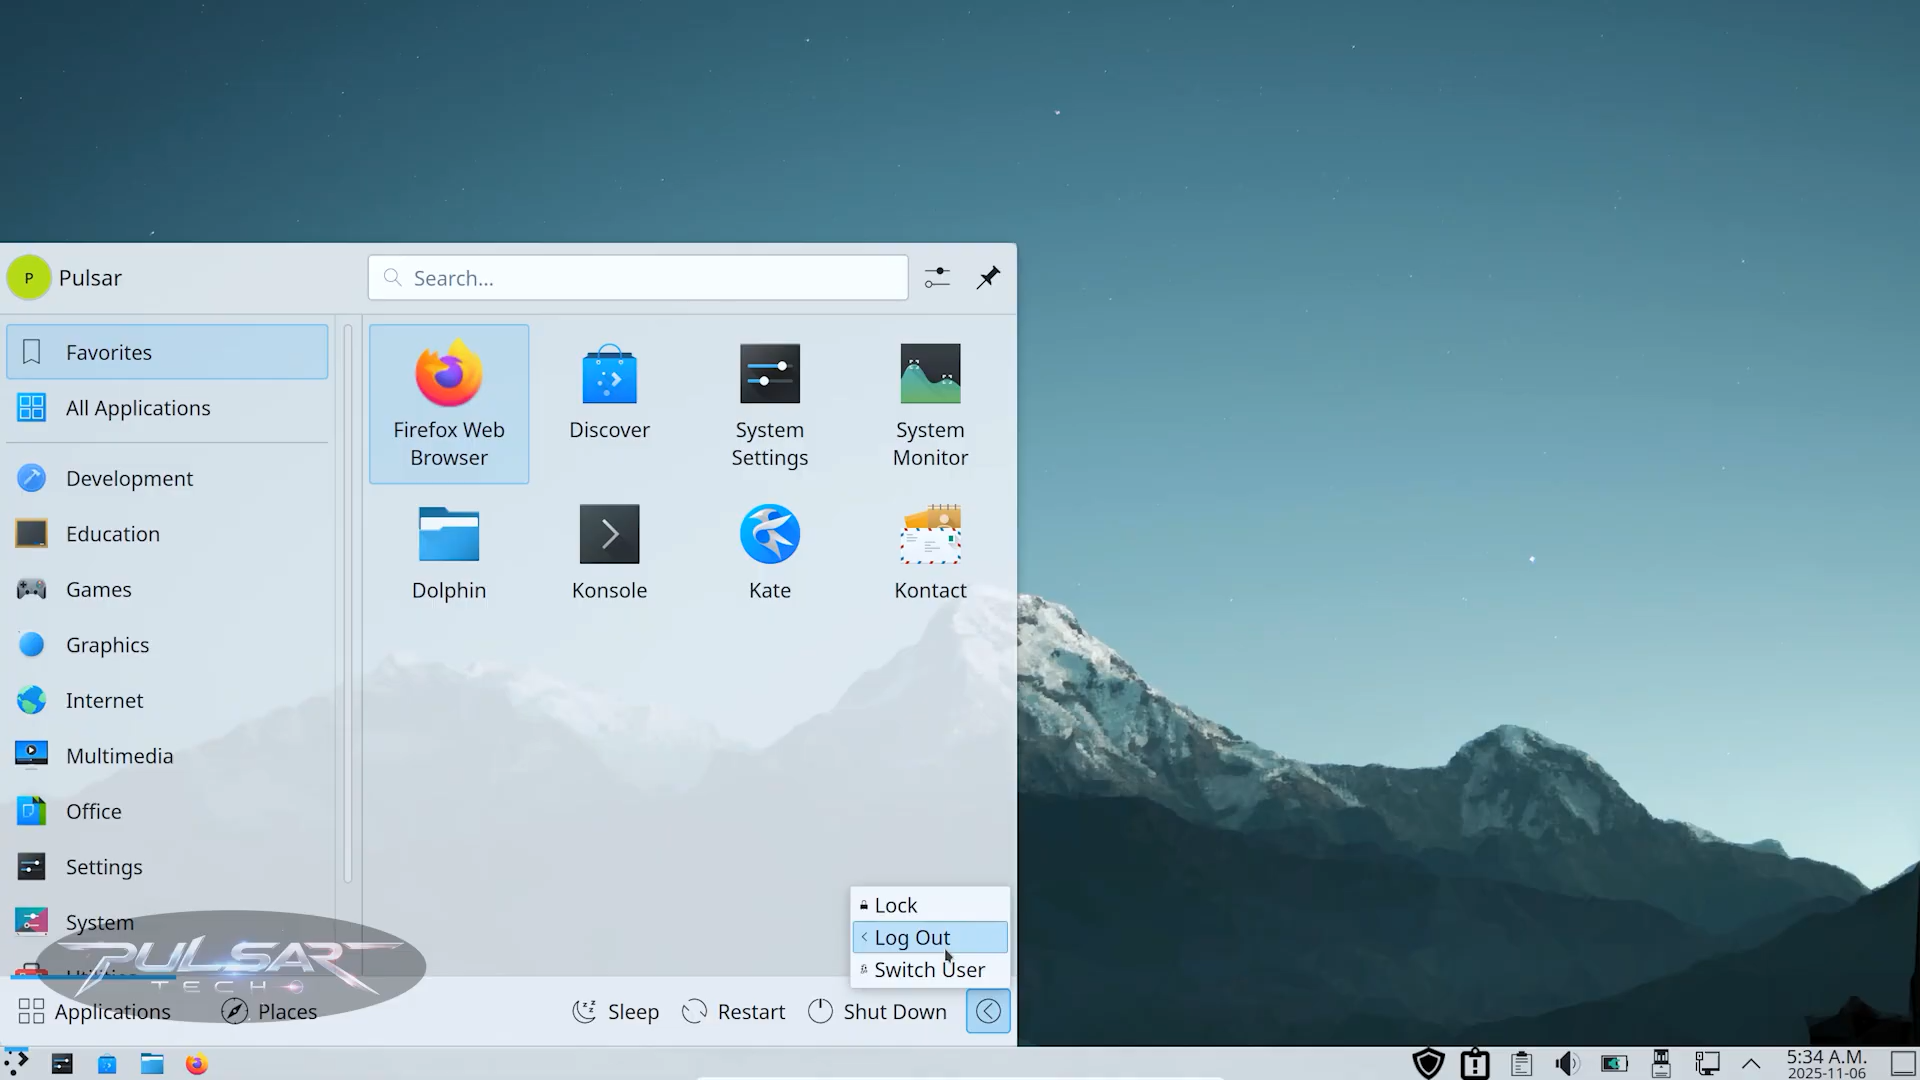 P Pulsar
Search...
Favorites
All Applications
Development
Education
Games
Graphics
Internet
Multimedia
Office
Settings
System
Utilities
Firefox Web
Browser
Discover
System
Settings
System
Monitor
Dolphin
Konsole
Kate
Kontact
Lock
Log Out
Switch User
PULSAR
TECH
Applications
Places
Sleep
Restart
Shut Down
5:34 A.M.
2025-11-06